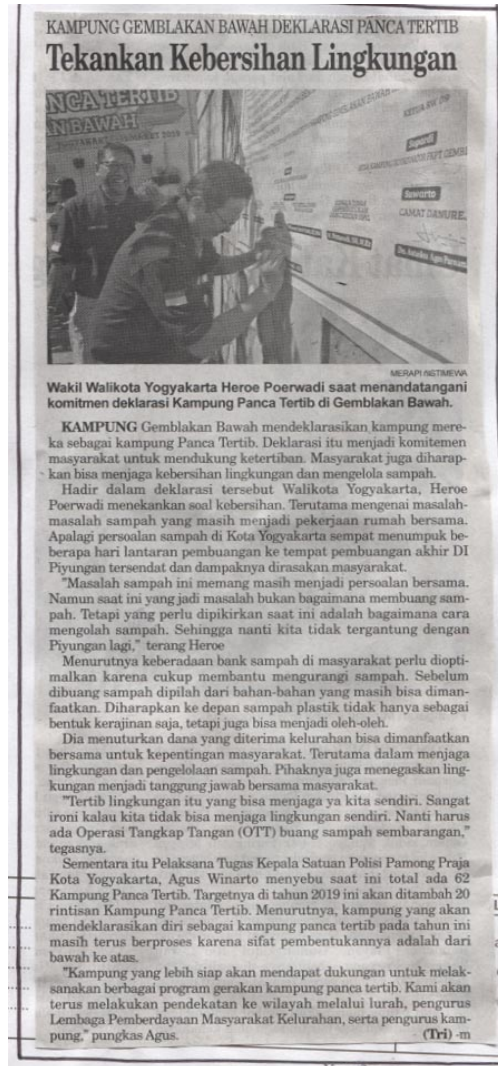 KAMPUNG GEMBLAKAN BAWAH DEKLARASI PANCA TERTIB
Tekankan Kebersihan Lingkungan
ANCA TERTIB
AN BAWAH
KETUA RW
Suwarto
CAMAT DANURE
MERAPI/ISTIMEWA
Wakil Walikota Yogyakarta Heroe Poerwadi saat menandatangani
komitmen deklarasi Kampung Panca Tertib di Gemblakan Bawah.
KAMPUNG Gemblakan Bawah mendeklarasikan kampung mere-
ka sebagai kampung Panca Tertib. Deklarasi itu menjadi komitemen
masyarakat untuk mendukung ketertiban. Masyarakat juga diharap-
kan bisa menjaga kebersihan lingkungan dan mengelola sampah.
Hadir dalam deklarasi tersebut Walikota Yogyakarta, Heroe
Poerwadi menekankan soal kebersihan. Terutama mengenai masalah-
masalah sampah yang masih menjadi pekerjaan rumah bersama.
Apalagi persoalan sampah di Kota Yogyakarta sempat menumpuk be-
berapa hari lantaran pembuangan ke tempat pembuangan akhir DI
Piyungan tersendat dan dampaknya dirasakan masyarakat.
"Masalah sampah ini memang masih menjadi persoalan bersama.
Namun saat ini yang jadi masalah bukan bagaimana membuang sam-
pah. Tetapi yang perlu dipikirkan saat ini adalah bagaimana cara
mengolah sampah. Sehingga nanti kita tidak tergantung dengan
Piyungan lagi," terang Heroe
Menurutnya keberadaan bank sampah di masyarakat perlu diopti-
malkan karena cukup membantu mengurangi sampah. Sebelum
dibuang sampah dipilah dari bahan-bahan yang masih bisa diman-
faatkan. Diharapkan ke depan sampah plastik tidak hanya sebagai
bentuk kerajinan saja, tetapi juga bisa menjadi oleh-oleh.
Dia menuturkan dana yang diterima kelurahan bisa dimanfaatkan
bersama untuk kepentingan masyarakat. Terutama dalam menjaga
lingkungan dan pengelolaan sampah. Pihaknya juga menegaskan ling-
kungan menjadi tanggung jawab bersama masyarakat.
"Tertib lingkungan itu yang bisa menjaga ya kita sendiri. Sangat
ironi kalau kita tidak bisa menjaga lingkungan sendiri. Nanti harus
ada Operasi Tangkap Tangan (OTT) buang sampah sembarangan,"
tegasnya.
Sementara itu Pelaksana Tugas Kepala Satuan Polisi Pamong Praja
Kota Yogyakarta, Agus Winarto menyebu saat ini total ada 62
Kampung Panca Tertib. Targetnya di tahun 2019 ini akan ditambah 20
rintisan Kampung Panca Tertib. Menurutnya, kampung yang akan
mendeklarasikan diri sebagai kampung panca tertib pada tahun ini
masih terus berproses karena sifat pembentukannya adalah dari
bawah ke atas.
"Kampung yang lebih siap akan mendapat dukungan untuk melak-
sanakan berbagai program gerakan kampung panca tertib. Kami akan
terus melakukan pendekatan ke wilayah melalui lurah, pengurus
Lembaga Pemberdayaan Masyarakat Kelurahan, serta pengurus kam-
pung," pungkas Agus. (Tri) -m